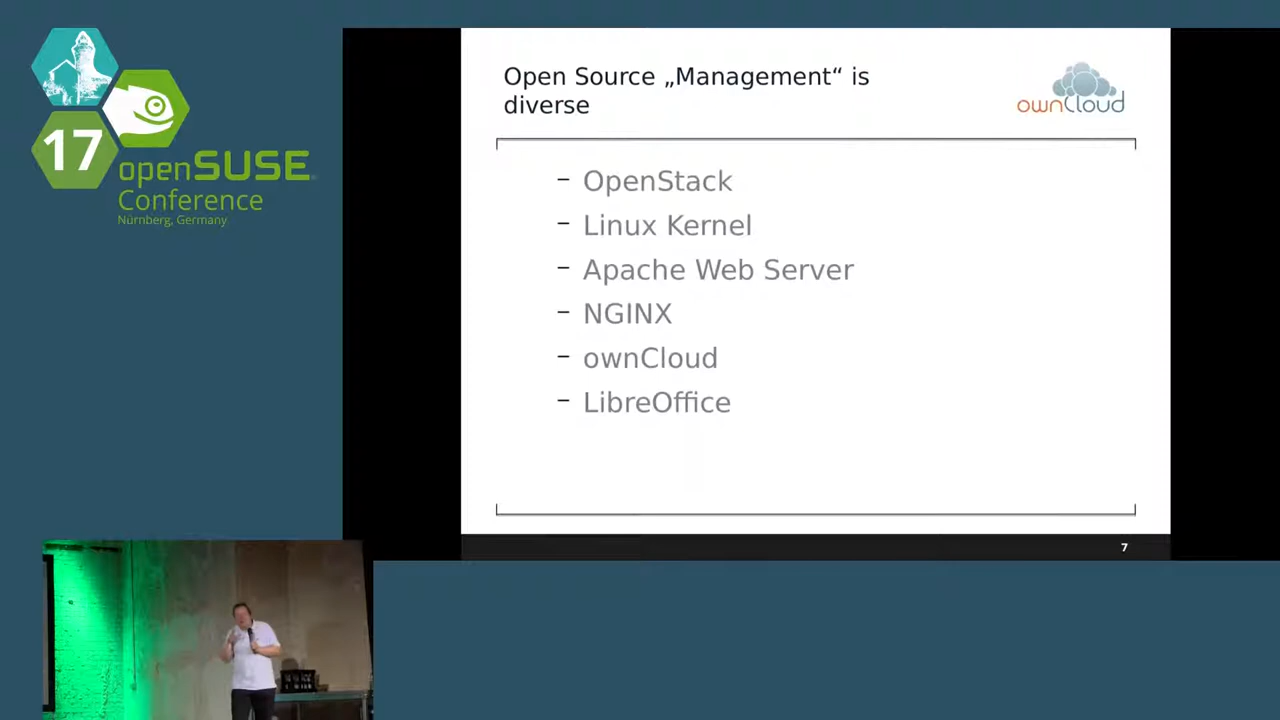 17
openSUSE
Conference
Nürnberg, Germany
Open Source „Management“ is
diverse
ownCloud
– OpenStack
– Linux Kernel
– Apache Web Server
– NGINX
– ownCloud
– LibreOffice
7